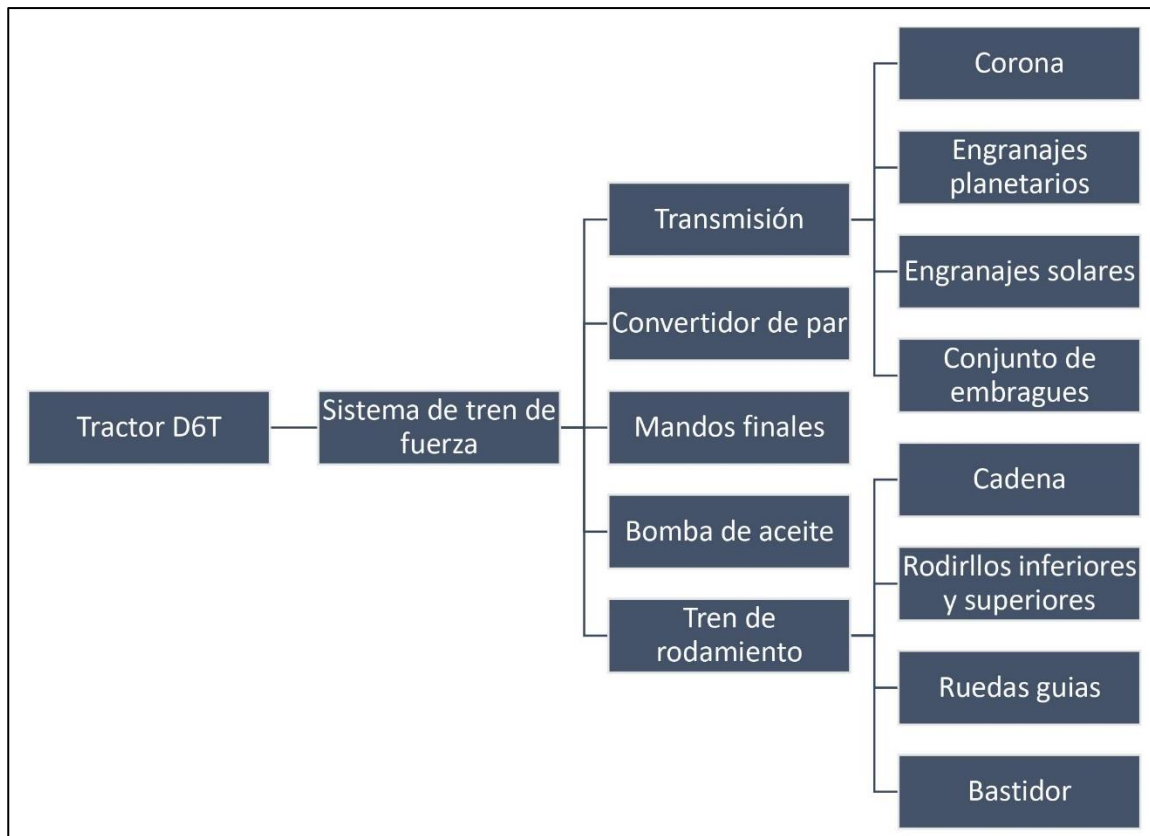 Tractor D6T
Sistema de tren de
fuerza
Transmisión
Convertidor de par
Mandos finales
Bomba de aceite
Tren de
rodamiento
Corona
Engranajes
planetarios
Engranajes solares
Conjunto de
embragues
Cadena
Rodirllos inferiores
y superiores
Ruedas guias
Bastidor